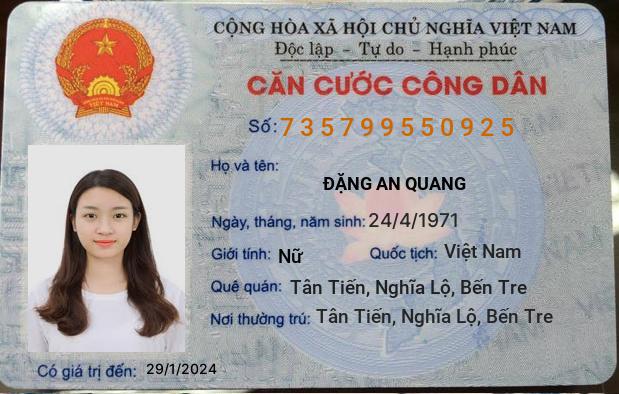 CỘNG HÒA XÃ HỘI CHỦ NGHĨA VIỆT NAM
Độc lập - Tự do - Hạnh phúc
CĂN CƯỚC CÔNG DÂN
Số: 735799550925
Họ và tên:
ĐẶNG AN QUANG
Ngày, tháng, năm sinh: 24/4/1971
Giới tính: Nữ Quốc tịch: Việt Nam
Quê quán: Tân Tiến, Nghĩa Lộ, Bến Tre
Nơi thường trú: Tân Tiến, Nghĩa Lộ, Bến Tre
Có giá trị đến: 29/1/2024
VIỆT NAM